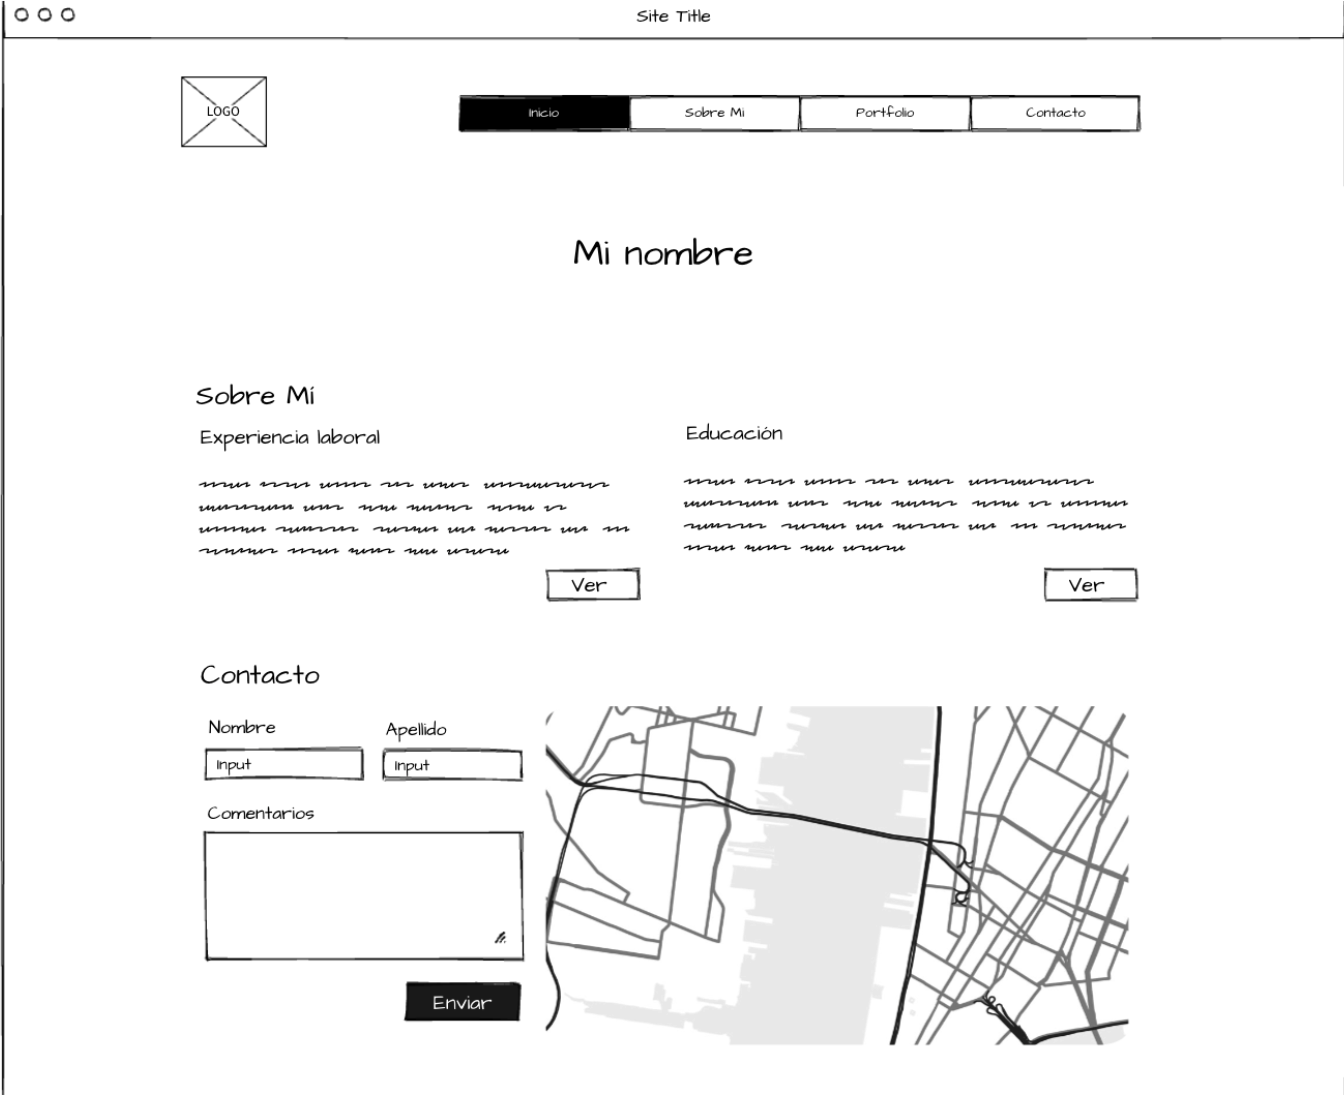 Site Title
LOGO
Inicio
Sobre Mi
Portfolio
Contacto
Mi nombre
Sobre Mí
Experiencia laboral
Educación
Ver
Ver
Contacto
Nombre
Apellido
Input
Input
Comentarios
Enviar